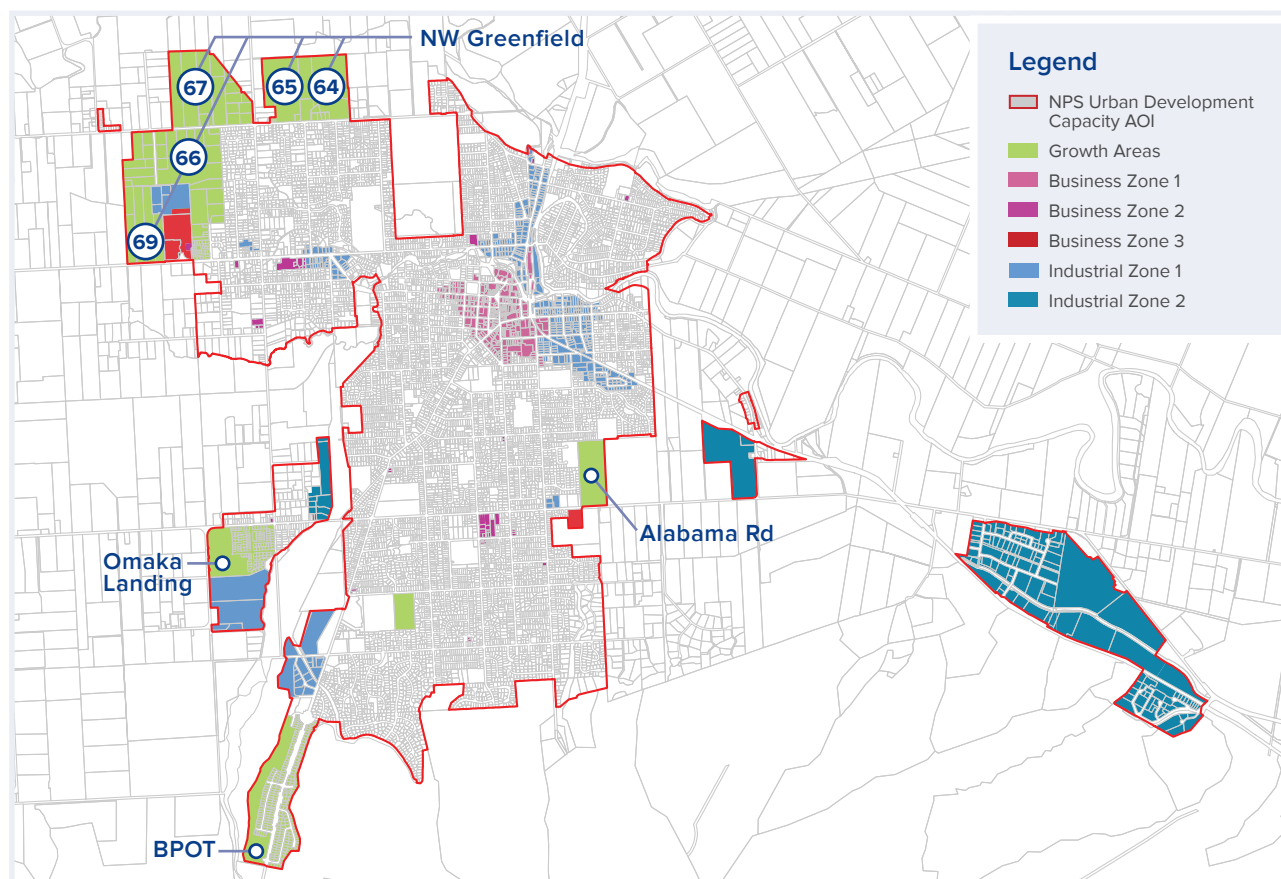 NW Greenfield
67
65
64
66
69
Omaka
Landing
Alabama Rd
BPOT
Legend
NPS Urban Development
Capacity AOI
Growth Areas
Business Zone 1
Business Zone 2
Business Zone 3
Industrial Zone 1
Industrial Zone 2